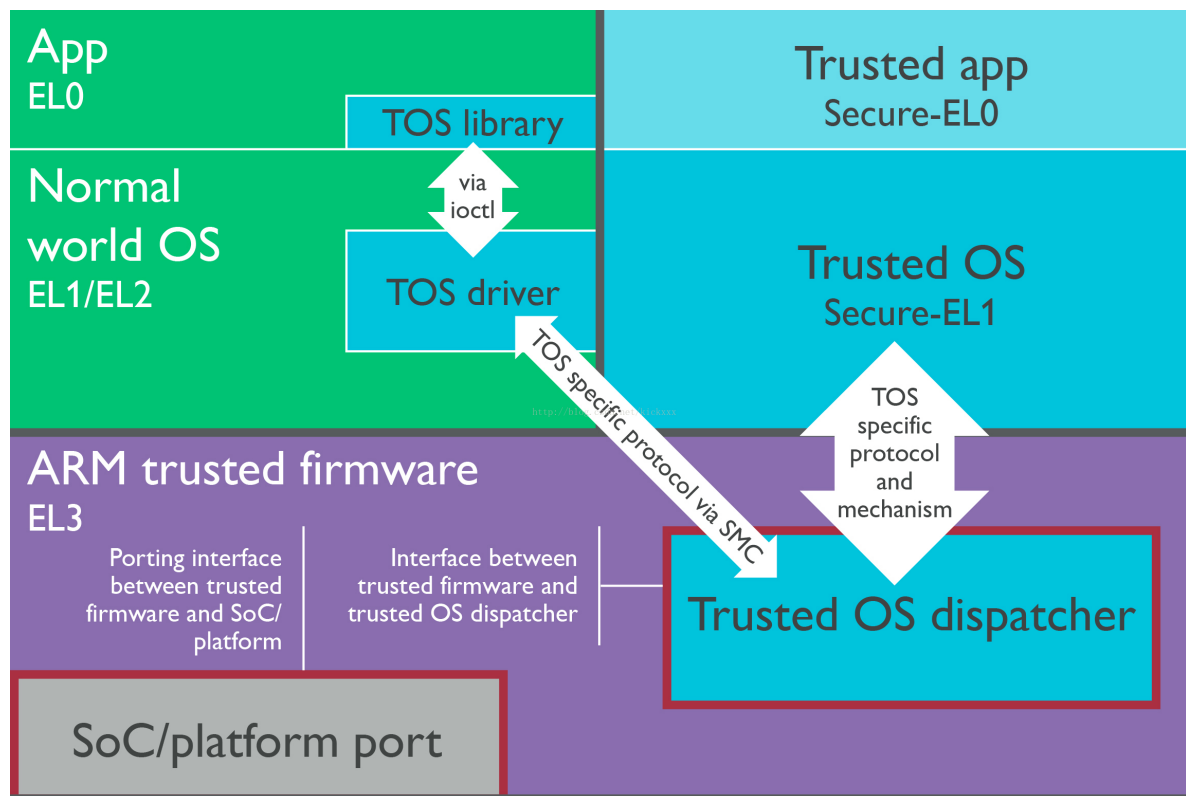 App
EL0
TOS library
Trusted app
Secure-EL0
Normal
world OS
EL1/EL2
via
ioctl
TOS driver
Trusted OS
Secure-EL1
TOS specific protocol via SMC
TOS
specific
protocol
and
mechanism
ARM trusted firmware
EL3
Porting interface
between trusted
firmware and SoC/
platform
Interface between
trusted firmware and
trusted OS dispatcher
Trusted OS dispatcher
SoC/platform port